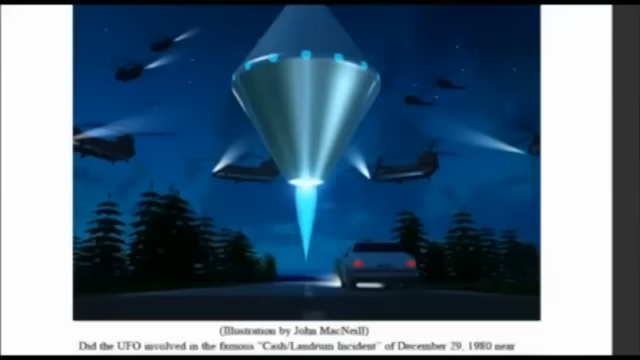 (Illustration by John MacNeill)
Did the UFO involved in the famous "Cash/Landrum Incident" of December 29, 1980 near